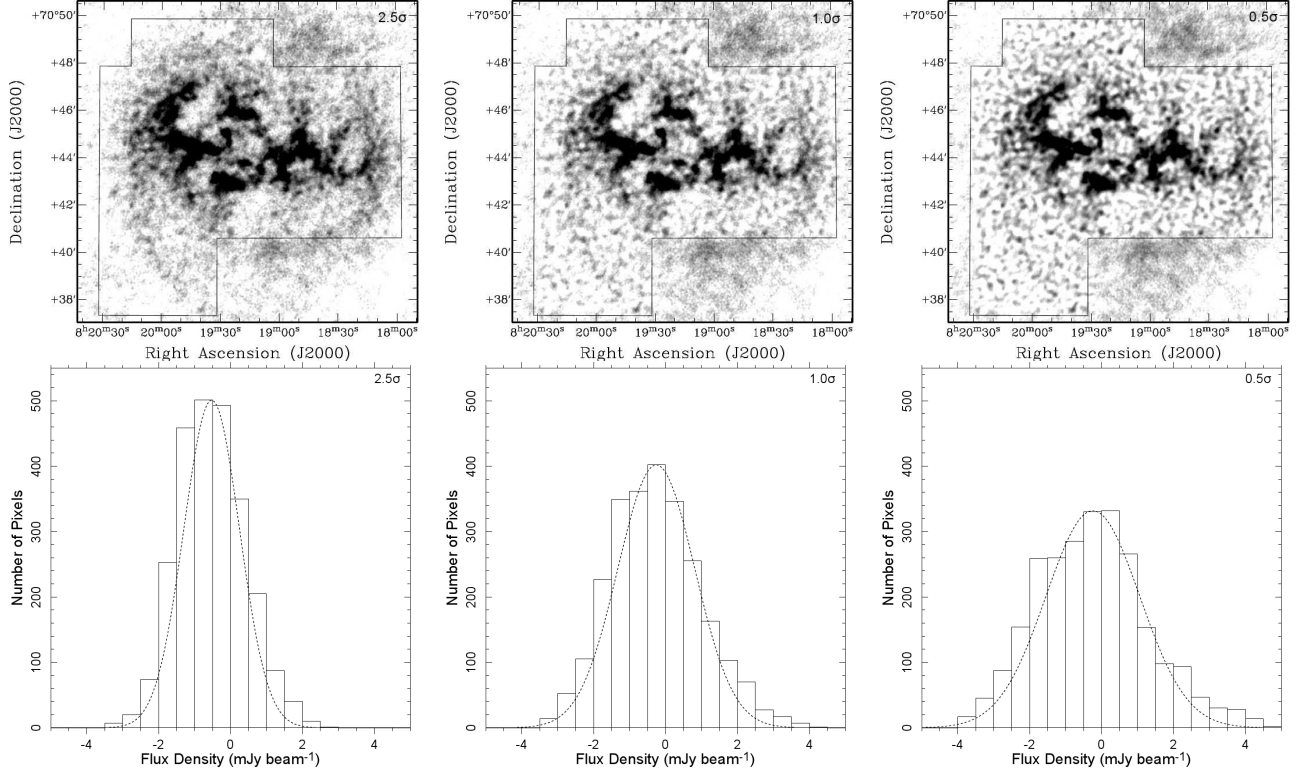 2.5σ
+70°50′
+48′
+46′
+44′
+42′
+40′
+38′
Declination (J2000)
8ʰ20ᵐ30ˢ 20ᵐ00ˢ 19ᵐ30ˢ 19ᵐ00ˢ 18ᵐ30ˢ 18ᵐ00ˢ
Right Ascension (J2000)
1.0σ
+70°50′
+48′
+46′
+44′
+42′
+40′
+38′
Declination (J2000)
8ʰ20ᵐ30ˢ 20ᵐ00ˢ 19ᵐ30ˢ 19ᵐ00ˢ 18ᵐ30ˢ 18ᵐ00ˢ
Right Ascension (J2000)
0.5σ
+70°50′
+48′
+46′
+44′
+42′
+40′
+38′
Declination (J2000)
8ʰ20ᵐ30ˢ 20ᵐ00ˢ 19ᵐ30ˢ 19ᵐ00ˢ 18ᵐ30ˢ 18ᵐ00ˢ
Right Ascension (J2000)
2.5σ
500
400
300
200
100
0
Number of Pixels
-4 -2 0 2 4
Flux Density (mJy beam⁻¹)
1.0σ
500
400
300
200
100
0
Number of Pixels
-4 -2 0 2 4
Flux Density (mJy beam⁻¹)
0.5σ
500
400
300
200
100
0
Number of Pixels
-4 -2 0 2 4
Flux Density (mJy beam⁻¹)